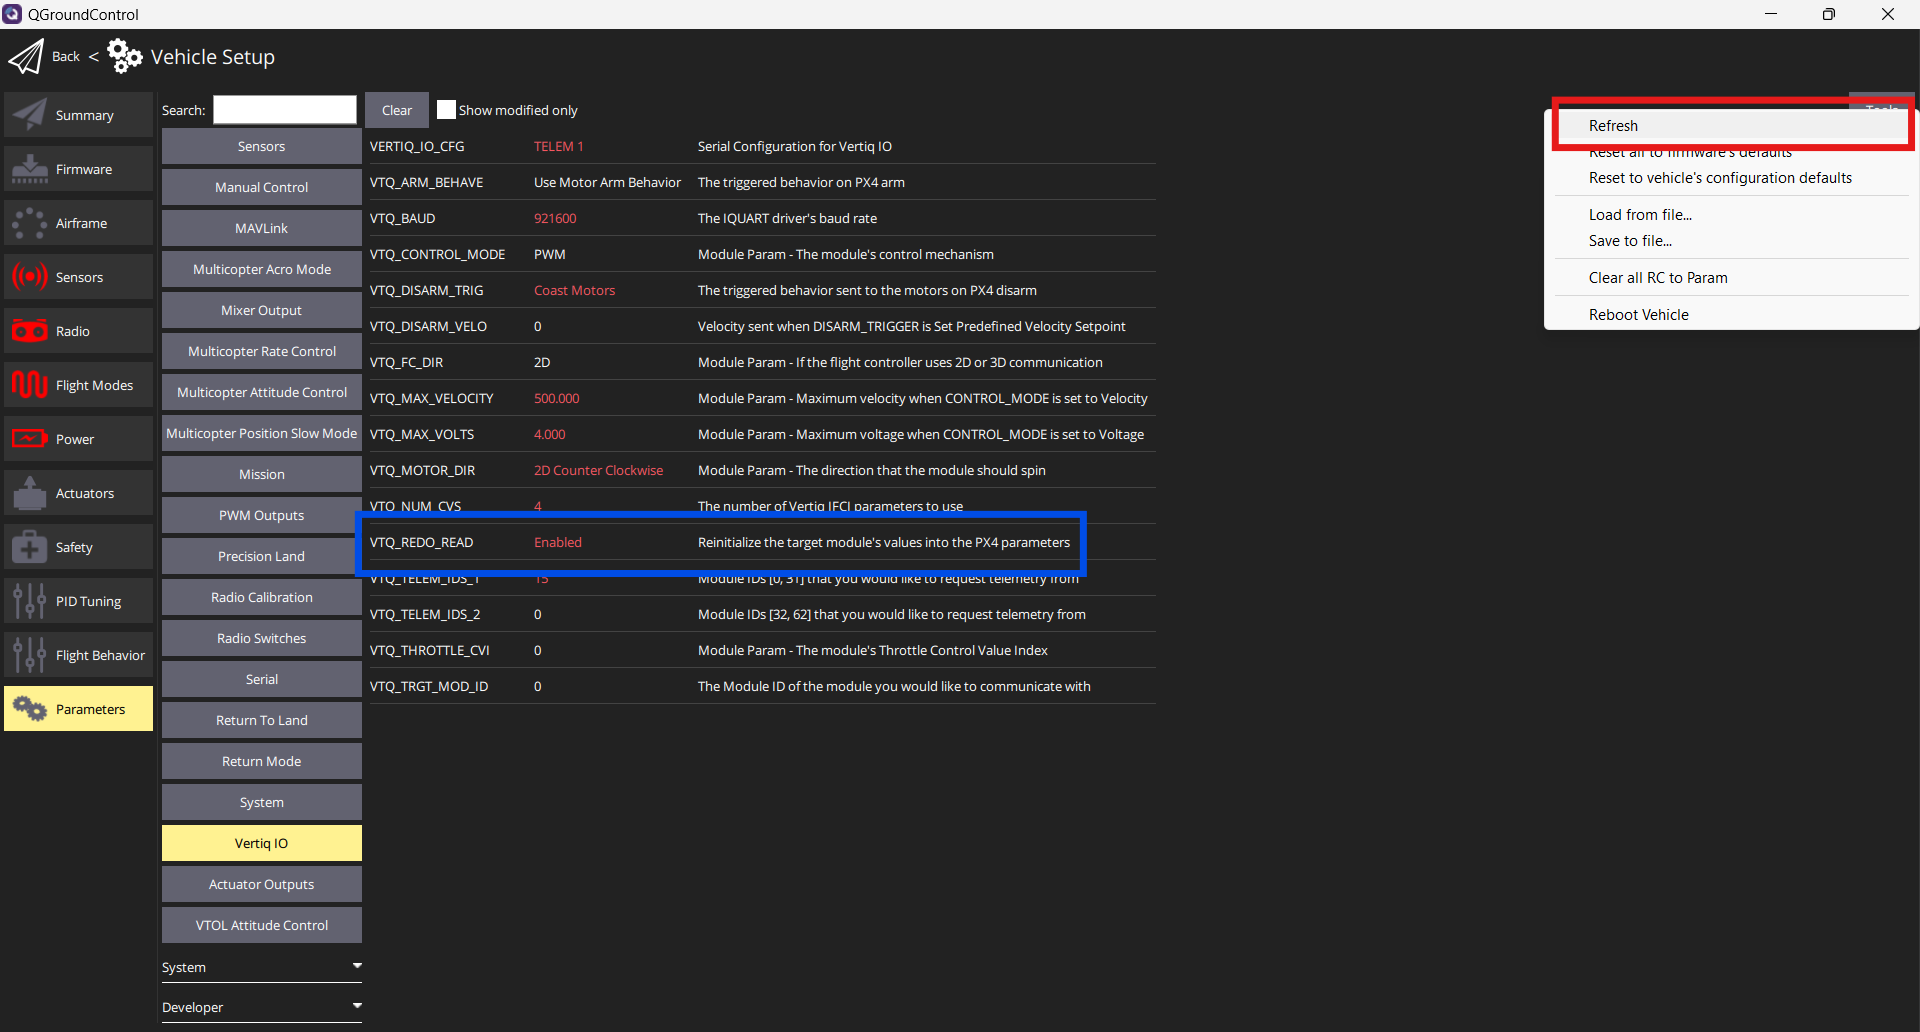 QGroundControl
Back < Vehicle Setup
Summary
Firmware
Airframe
Sensors
Radio
Flight Modes
Power
Actuators
Safety
PID Tuning
Flight Behavior
Parameters
Search: Clear Show modified only
Sensors
Manual Control
MAVLink
Multicopter Acro Mode
Mixer Output
Multicopter Rate Control
Multicopter Attitude Control
Multicopter Position Slow Mode
Mission
PWM Outputs
Precision Land
Radio Calibration
Radio Switches
Serial
Return To Land
Return Mode
System
Vertiq IO
Actuator Outputs
VTOL Attitude Control
System
Developer
VERTIQ_IO_CFG TELEM 1 Serial Configuration for Vertiq IO
VTQ_ARM_BEHAVE Use Motor Arm Behavior The triggered behavior on PX4 arm
VTQ_BAUD 921600 The IQUART driver's baud rate
VTQ_CONTROL_MODE PWM Module Param - The module's control mechanism
VTQ_DISARM_TRIG Coast Motors The triggered behavior sent to the motors on PX4 disarm
VTQ_DISARM_VELO 0 Velocity sent when DISARM_TRIGGER is Set Predefined Velocity Setpoint
VTQ_FC_DIR 2D Module Param - If the flight controller uses 2D or 3D communication
VTQ_MAX_VELOCITY 500.000 Module Param - Maximum velocity when CONTROL_MODE is set to Velocity
VTQ_MAX_VOLTS 4.000 Module Param - Maximum voltage when CONTROL_MODE is set to Voltage
VTQ_MOTOR_DIR 2D Counter Clockwise Module Param - The direction that the module should spin
VTQ_NUM_CVS 4 The number of Vertiq IFCI parameters to use
VTQ_REDO_READ Enabled Reinitialize the target module's values into the PX4 parameters
VTQ_TELEM_IDS_1 15 Module IDs [0, 31] that you would like to request telemetry from
VTQ_TELEM_IDS_2 0 Module IDs [32, 62] that you would like to request telemetry from
VTQ_THROTTLE_CVI 0 Module Param - The module's Throttle Control Value Index
VTQ_TRGT_MOD_ID 0 The Module ID of the module you would like to communicate with
Tools
Refresh
Reset all to firmware's defaults
Reset to vehicle's configuration defaults
Load from file...
Save to file...
Clear all RC to Param
Reboot Vehicle